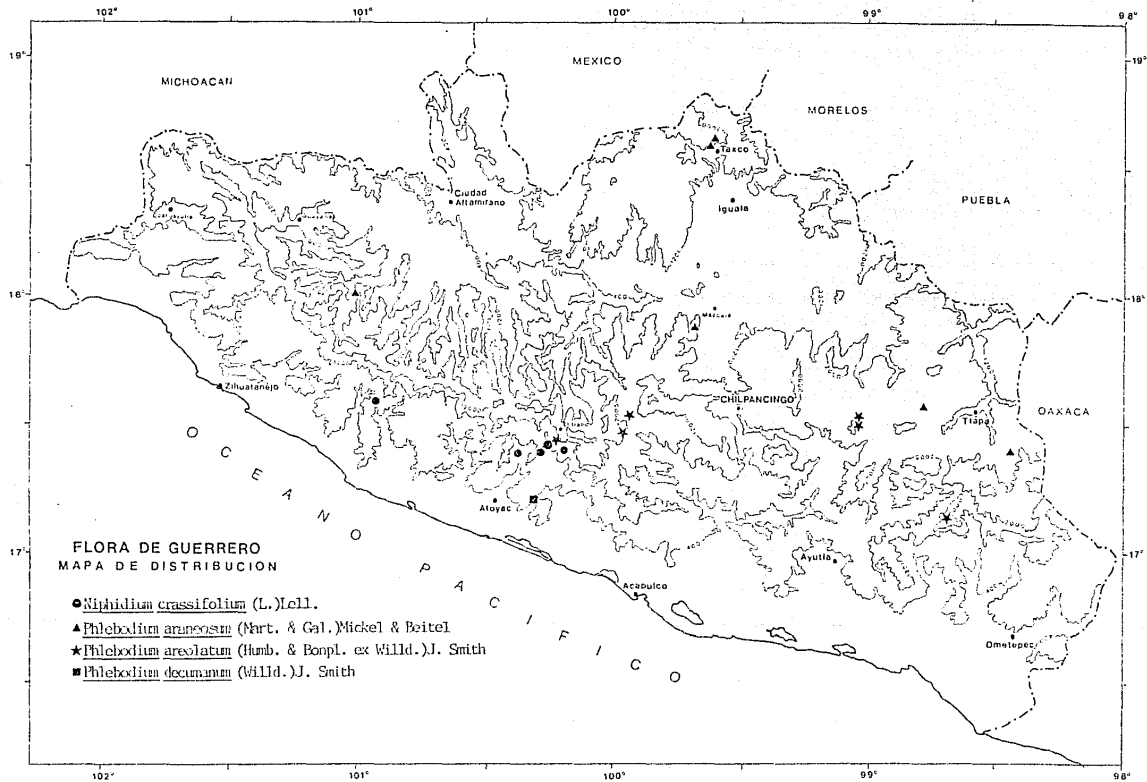 102° 101° 100° 99° 98°
19° 19°
MEXICO
MICHOACAN
MORELOS
Taxco
Ciudad
Altamirano
Iguala
PUEBLA
18° 18°
Zihuatanejo
CHILPANCINGO
OAXACA
Tlapa
Atoyac
OCEANO PACIFICO
17° 17°
FLORA DE GUERRERO
MAPA DE DISTRIBUCION
Ayutla
Acapulco
Niphidium crassifolium (L.)Lell.
Phlebodium araneosum (Mart. & Gal.)Mickel & Beitel
Phlebodium areolatum (Humb. & Bonpl. ex Willd.)J. Smith
Ometepec
Phlebodium decumanum (Willd.)J. Smith
102° 101° 100° 99° 98°